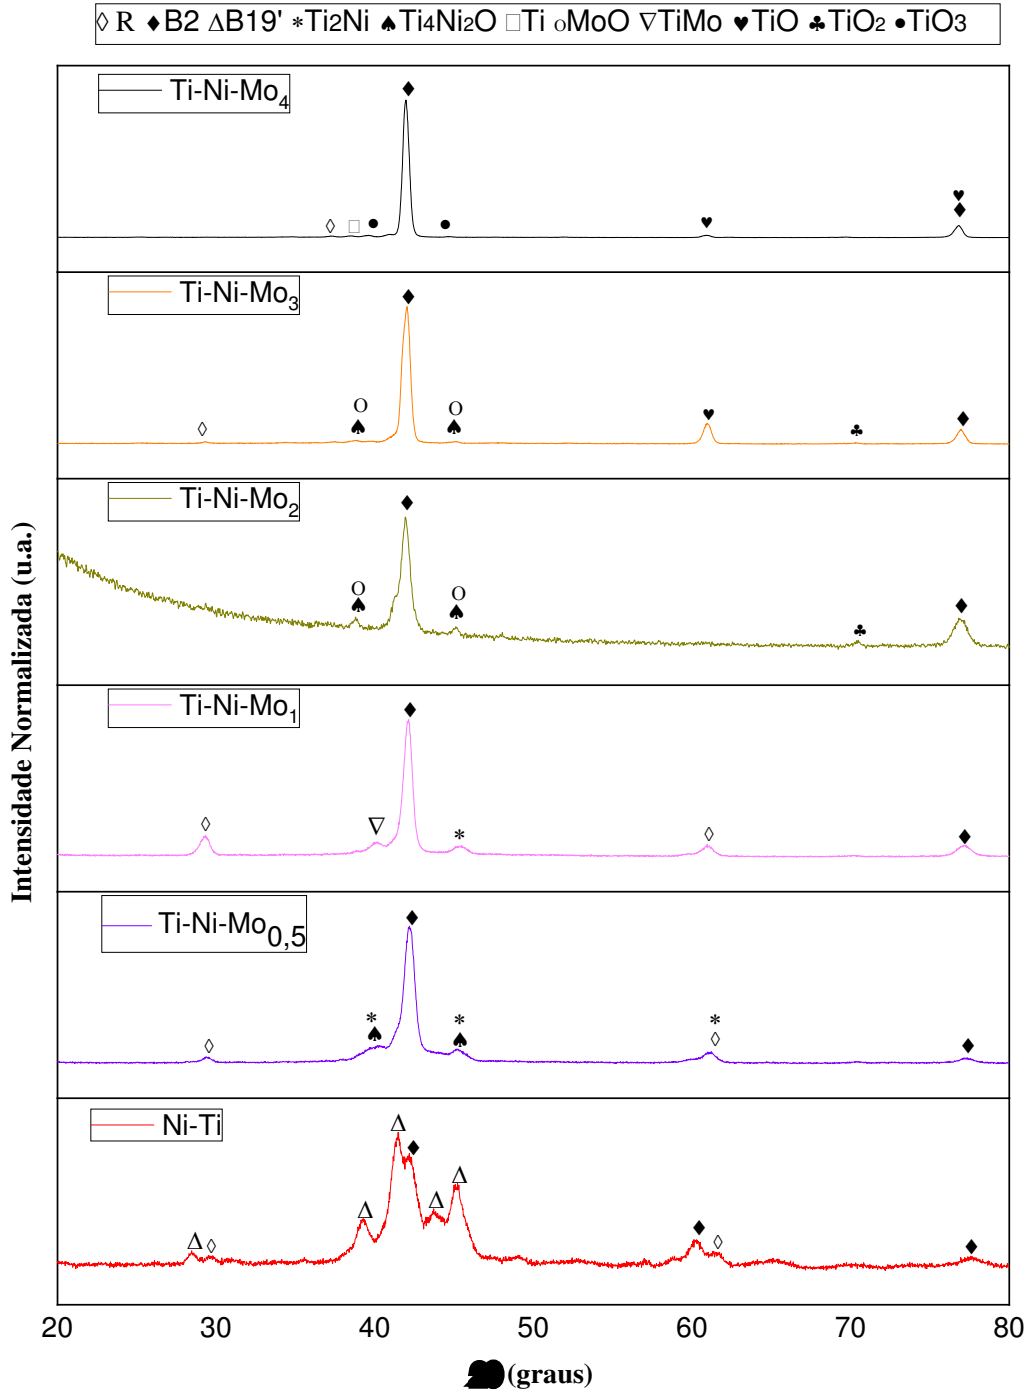 ◊ R ♦B2 ΔB19' *Ti2Ni ♠Ti4Ni2O □Ti oMoO ∇TiMo ♥TiO ♣TiO2 ●TiO3
Ti-Ni-Mo4
Ti-Ni-Mo3
O O
Ti-Ni-Mo2
O O
Ti-Ni-Mo1
Ti-Ni-Mo0,5
Ni-Ti
Intensidade Normalizada (u.a.)
20 30 40 50 60 70 80
(graus)